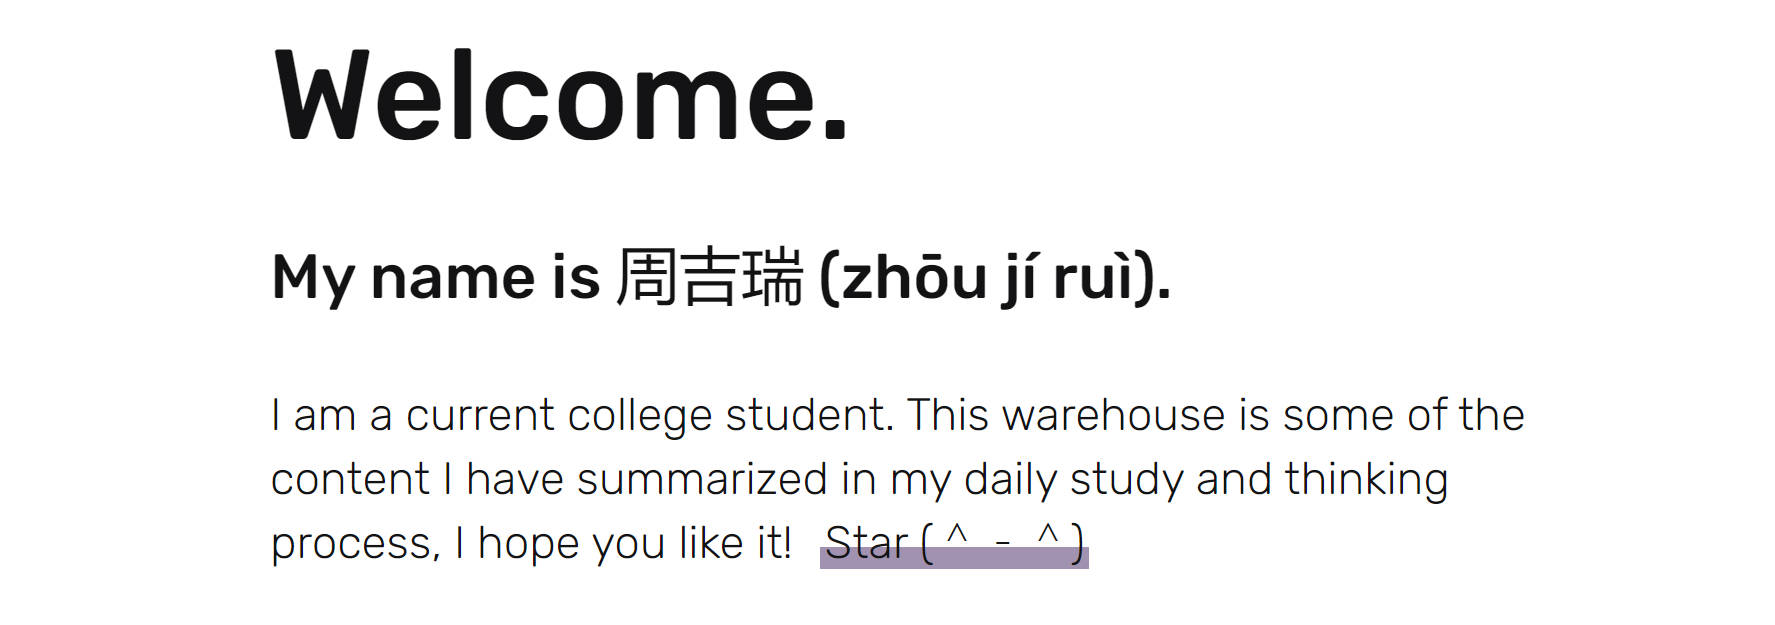 Welcome.
My name is 周吉瑞 (zhōu jí ruì).
I am a current college student. This warehouse is some of the
content I have summarized in my daily study and thinking
process, I hope you like it! Star ( ^ - ^ )